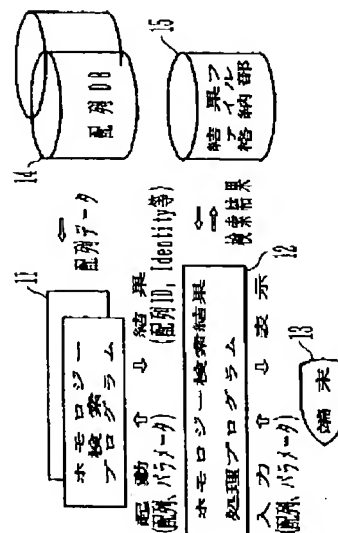 11
ホモロジー
検索
プログラム
⇦
配列データ
14
配列DB
起動 ⇧ ⇩ 結果
(配列、パラメータ) (配列ID, Identity等)
ホモロジー検索結果
処理プログラム
12
⇦
⇨
検索結果
15
結果フ
ァイル
格納部
入力 ⇧ ⇩ 表示
(配列、パラメータ)
端末
13